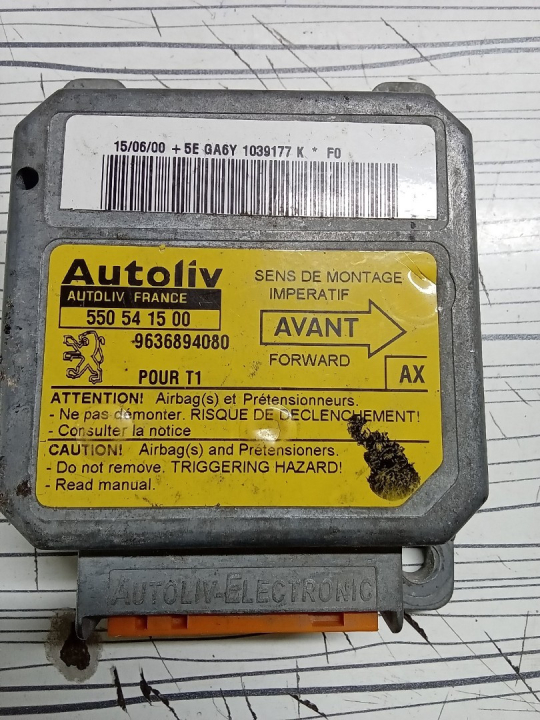 15/06/00 + 5E GA6Y 1039177 K * F0
Autoliv
AUTOLIV FRANCE
550 54 15 00
9636894080
POUR T1
SENS DE MONTAGE
IMPERATIF
AVANT
FORWARD
AX
ATTENTION! Airbag(s) et Prétensionneurs.
- Ne pas démonter. RISQUE DE DECLENCHEMENT!
- Consulter la notice
CAUTION! Airbag(s) and Pretensioners.
- Do not remove. TRIGGERING HAZARD!
- Read manual.
AUTOLIV-ELECTRONIC